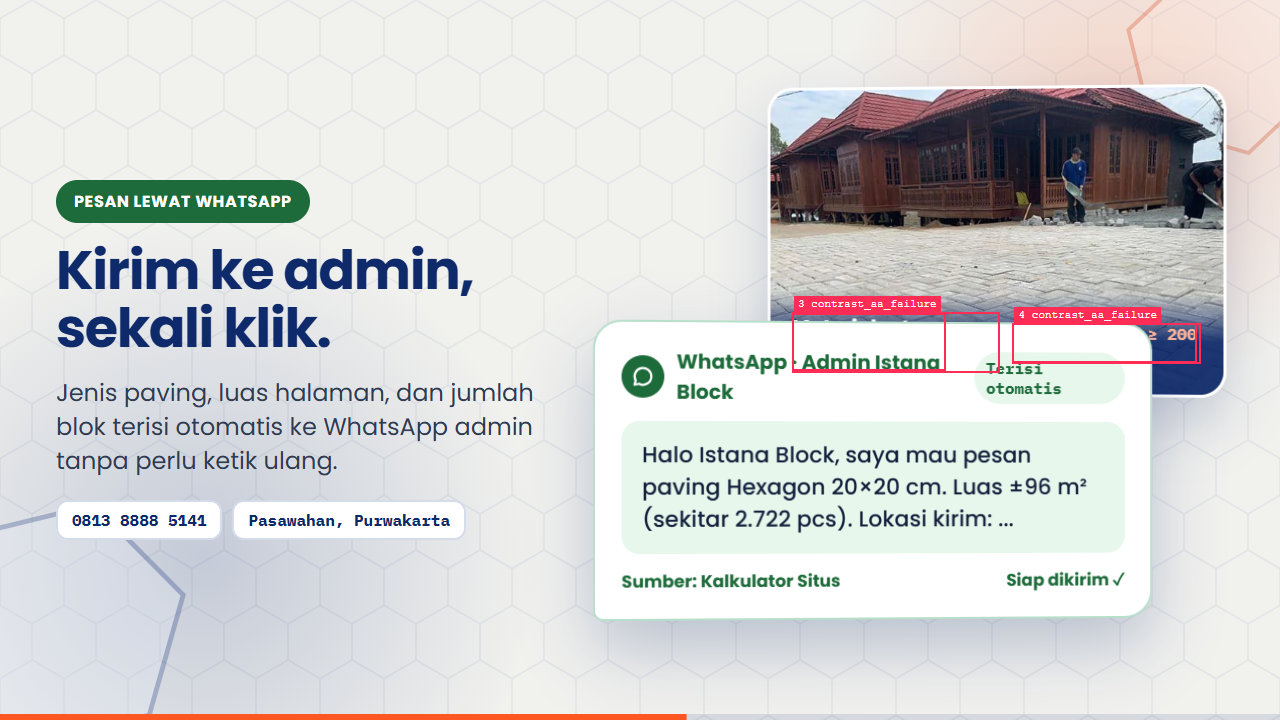 PESAN LEWAT WHATSAPP
Kirim ke admin,
sekali klik.
Jenis paving, luas halaman, dan jumlah
blok terisi otomatis ke WhatsApp admin
tanpa perlu ketik ulang.
0813 8888 5141
Pasawahan, Purwakarta
3 contrast_aa_failure
4 contrast_aa_failure
≥ 200
WhatsApp · Admin Istana
Block
Terisi
otomatis
Halo Istana Block, saya mau pesan
paving Hexagon 20×20 cm. Luas ±96 m²
(sekitar 2.722 pcs). Lokasi kirim: ...
Sumber: Kalkulator Situs
Siap dikirim ✓